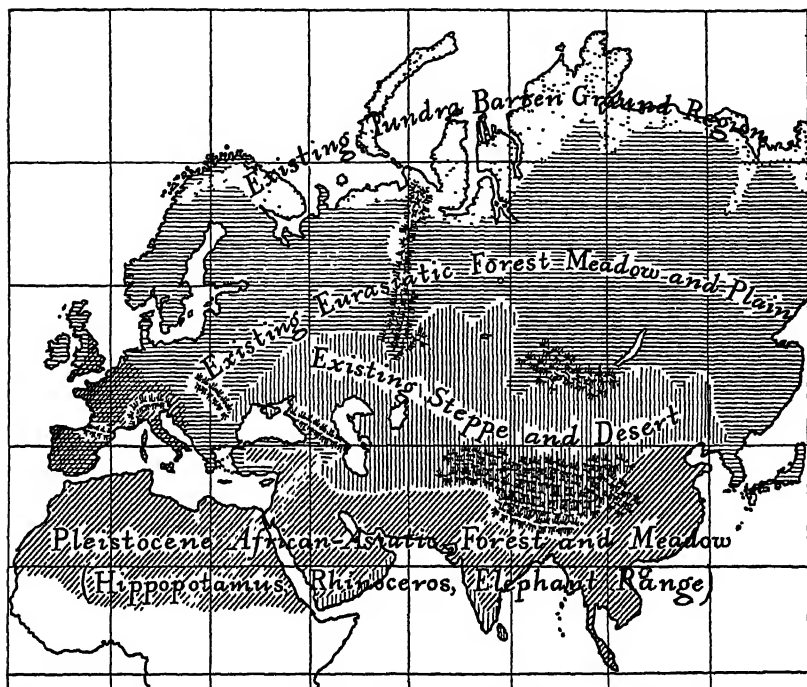 Existing Tundra Barren Ground Region
Existing Eurasiatic Forest Meadow and Plain
Existing Steppe and Desert
Pleistocene African-Asiatic Forest and Meadow
(Hippopotamus, Rhinoceros, Elephant Range)